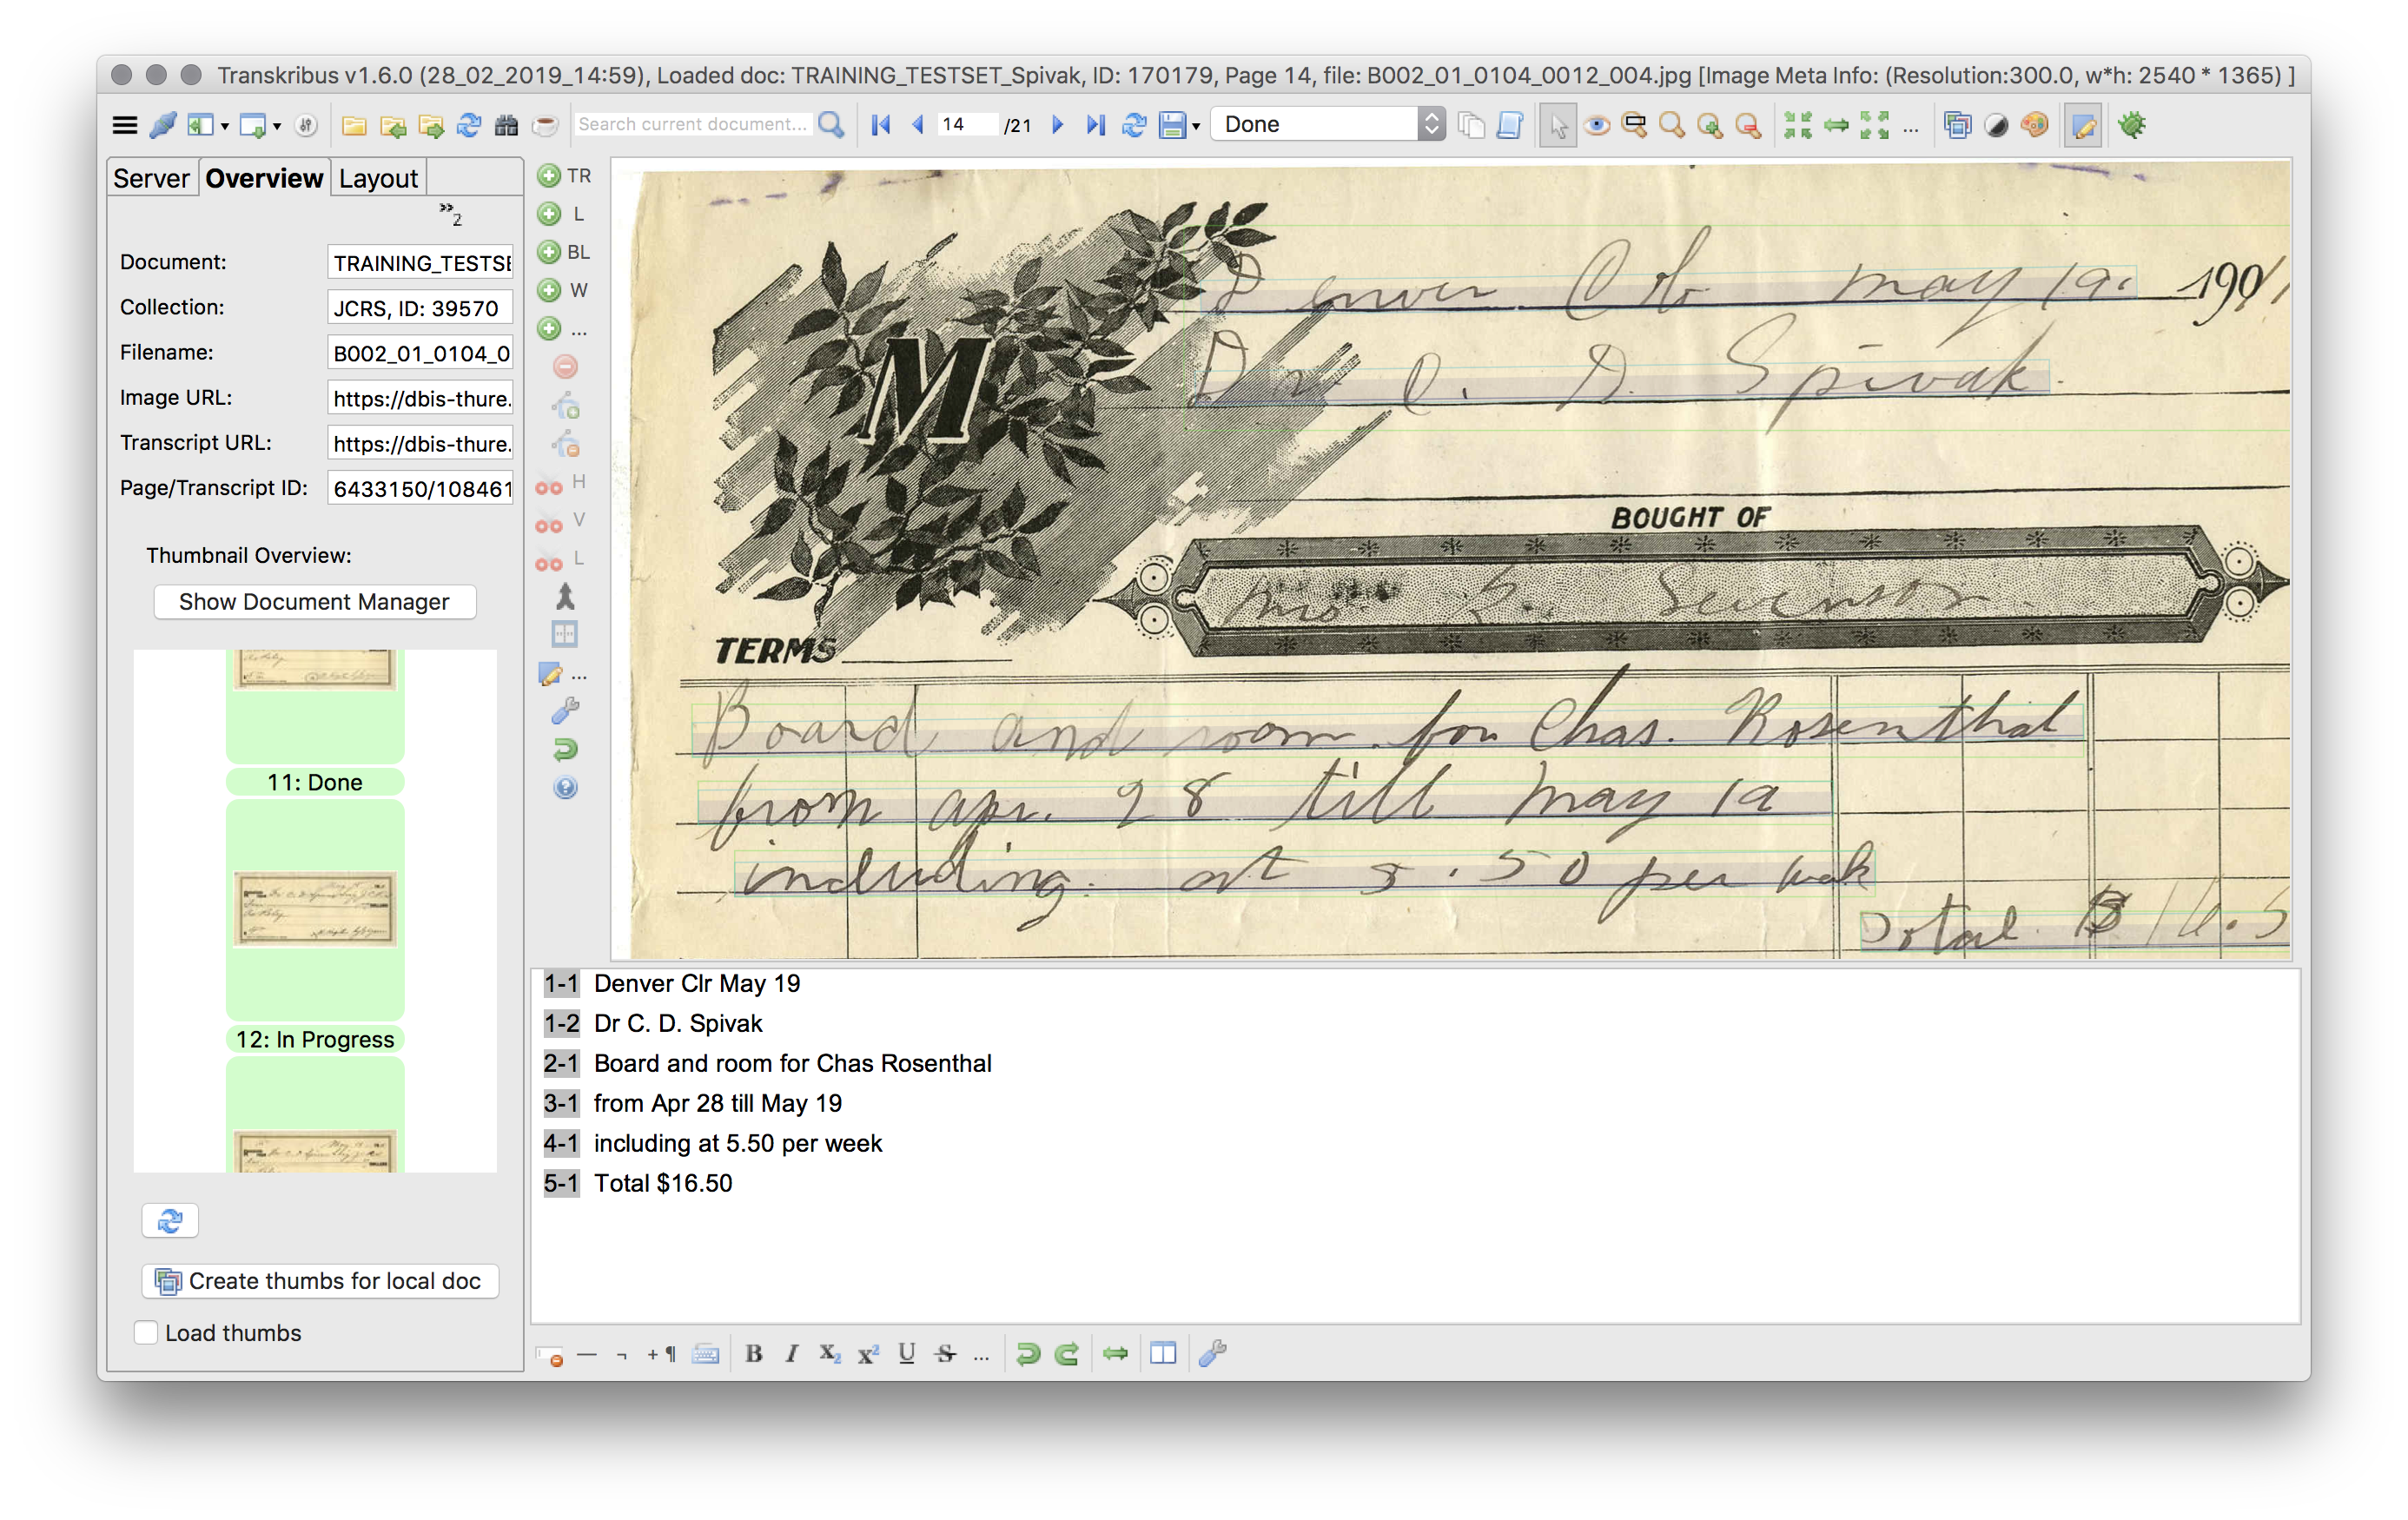 Transkribus v1.6.0 (28_02_2019_14:59), Loaded doc: TRAINING_TESTSET_Spivak, ID: 170179, Page 14, file: B002_01_0104_0012_004.jpg [Image Meta Info: (Resolution:300.0, w*h: 2540 * 1365) ]
Search current document... 14 /21 Done ...
Server Overview Layout
»2
Document: TRAINING_TESTSE
Collection: JCRS, ID: 39570
Filename: B002_01_0104_0
Image URL: https://dbis-thure.
Transcript URL: https://dbis-thure.
Page/Transcript ID: 6433150/108461
Thumbnail Overview:
Show Document Manager
11: Done
12: In Progress
Create thumbs for local doc
Load thumbs
TR
L
BL
W
...
H
V
L
...
Denver Colo. May 19. 1901
Dr C. D. Spivak.
M
BOUGHT OF
Mrs Swenson.
TERMS
Board and room for Chas. Rosenthal
from apr. 28 till May 19
including. at 5.50 per week
Total $16.5
1-1 Denver Clr May 19
1-2 Dr C. D. Spivak
2-1 Board and room for Chas Rosenthal
3-1 from Apr 28 till May 19
4-1 including at 5.50 per week
5-1 Total $16.50
— ¬ + ¶ B I X2 X2 U S ...